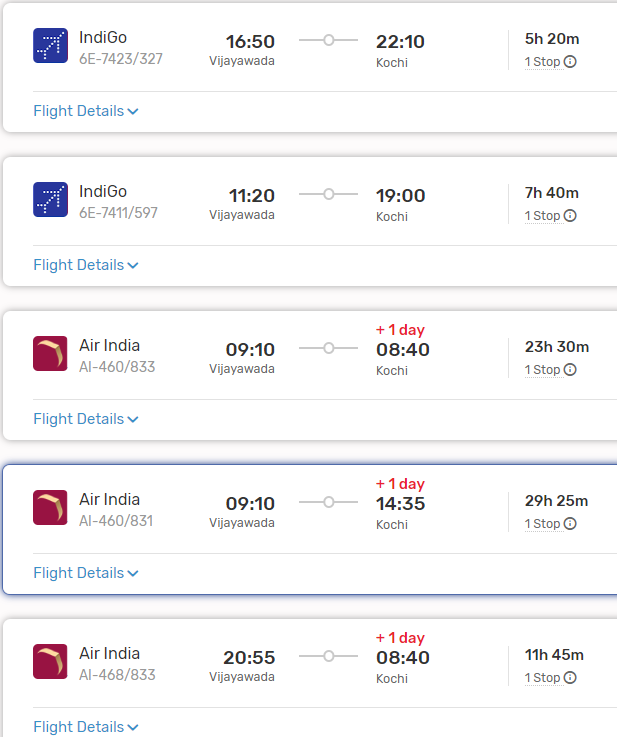 IndiGo
6E-7423/327
16:50
Vijayawada
22:10
Kochi
5h 20m
1 Stop
Flight Details
IndiGo
6E-7411/597
11:20
Vijayawada
19:00
Kochi
7h 40m
1 Stop
Flight Details
Air India
AI-460/833
09:10
Vijayawada
+ 1 day
08:40
Kochi
23h 30m
1 Stop
Flight Details
Air India
AI-460/831
09:10
Vijayawada
+ 1 day
14:35
Kochi
29h 25m
1 Stop
Flight Details
Air India
AI-468/833
20:55
Vijayawada
+ 1 day
08:40
Kochi
11h 45m
1 Stop
Flight Details